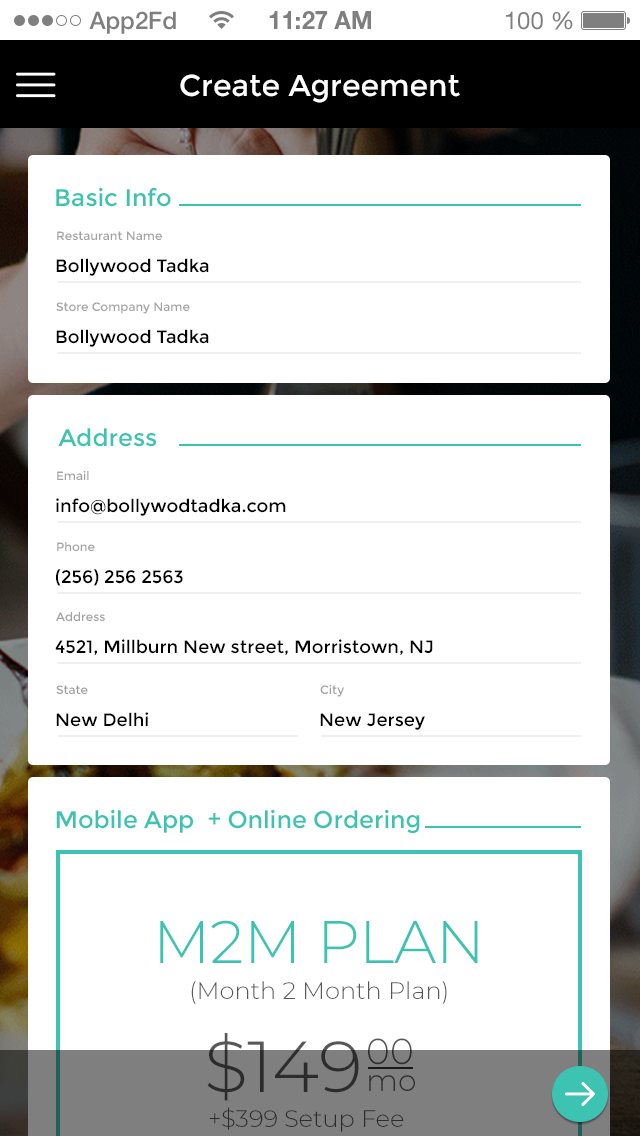 App2Fd 11:27 AM 100 %
Create Agreement
Basic Info
Restaurant Name
Bollywood Tadka
Store Company Name
Bollywood Tadka
Address
Email
info@bollywodtadka.com
Phone
(256) 256 2563
Address
4521, Millburn New street, Morristown, NJ
State City
New Delhi New Jersey
Mobile App + Online Ordering
M2M PLAN
(Month 2 Month Plan)
$149 00 mo
+$399 Setup Fee